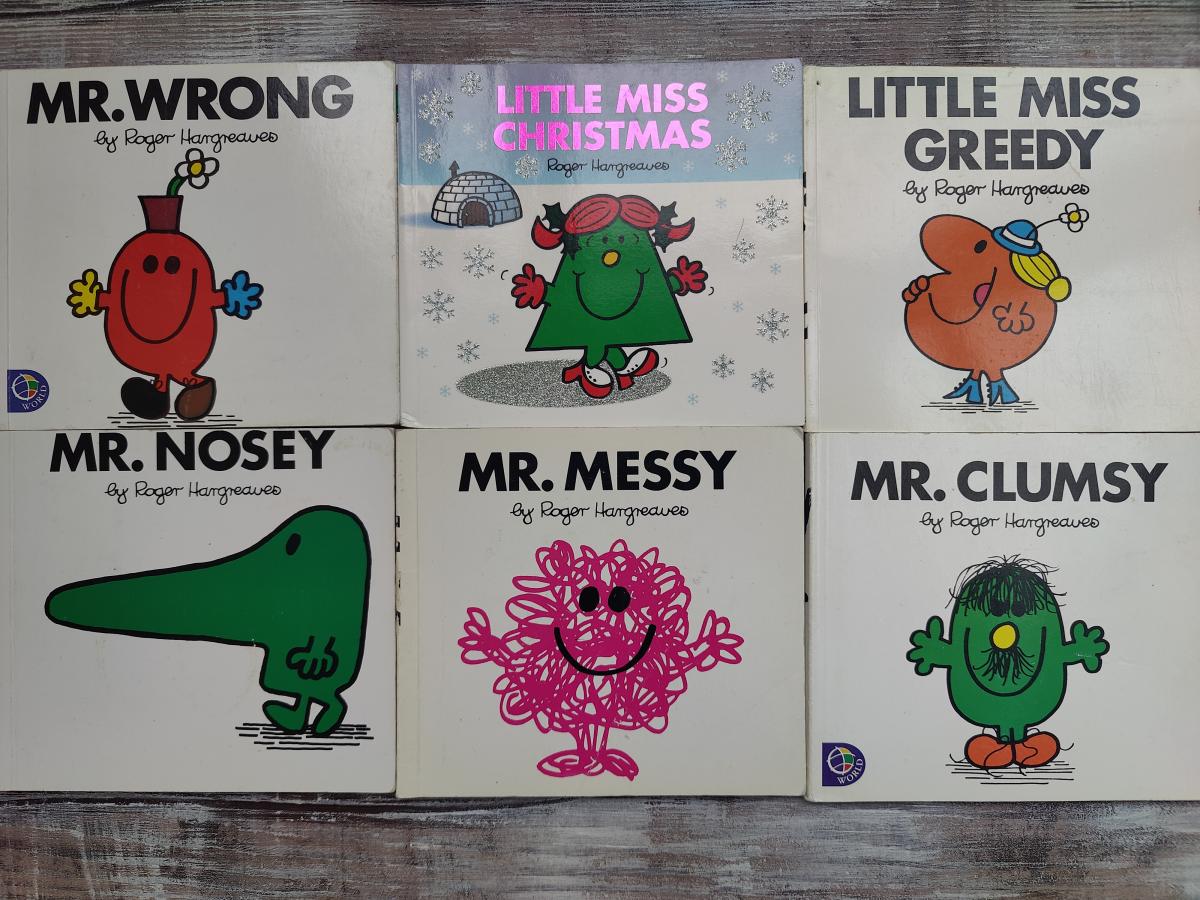 MR. WRONG
by Roger Hargreaves
WORLD
LITTLE MISS
CHRISTMAS
Roger Hargreaves
LITTLE MISS
GREEDY
by Roger Hargreaves
MR. NOSEY
by Roger Hargreaves
MR. MESSY
by Roger Hargreaves
MR. CLUMSY
by Roger Hargreaves
WORLD